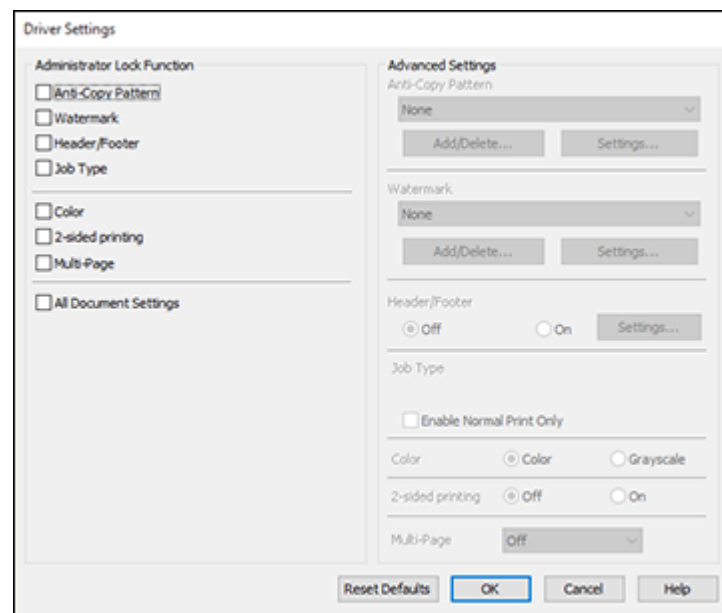 Driver Settings
Administrator Lock Function
Anti-Copy Pattern
Watermark
Header/Footer
Job Type
Color
2-sided printing
Multi-Page
All Document Settings
Advanced Settings
Anti-Copy Pattern
None
Add/Delete... Settings...
Watermark
None
Add/Delete... Settings...
Header/Footer
Off On Settings...
Job Type
Enable Normal Print Only
Color Color Grayscale
2-sided printing Off On
Multi-Page Off
Reset Defaults OK Cancel Help